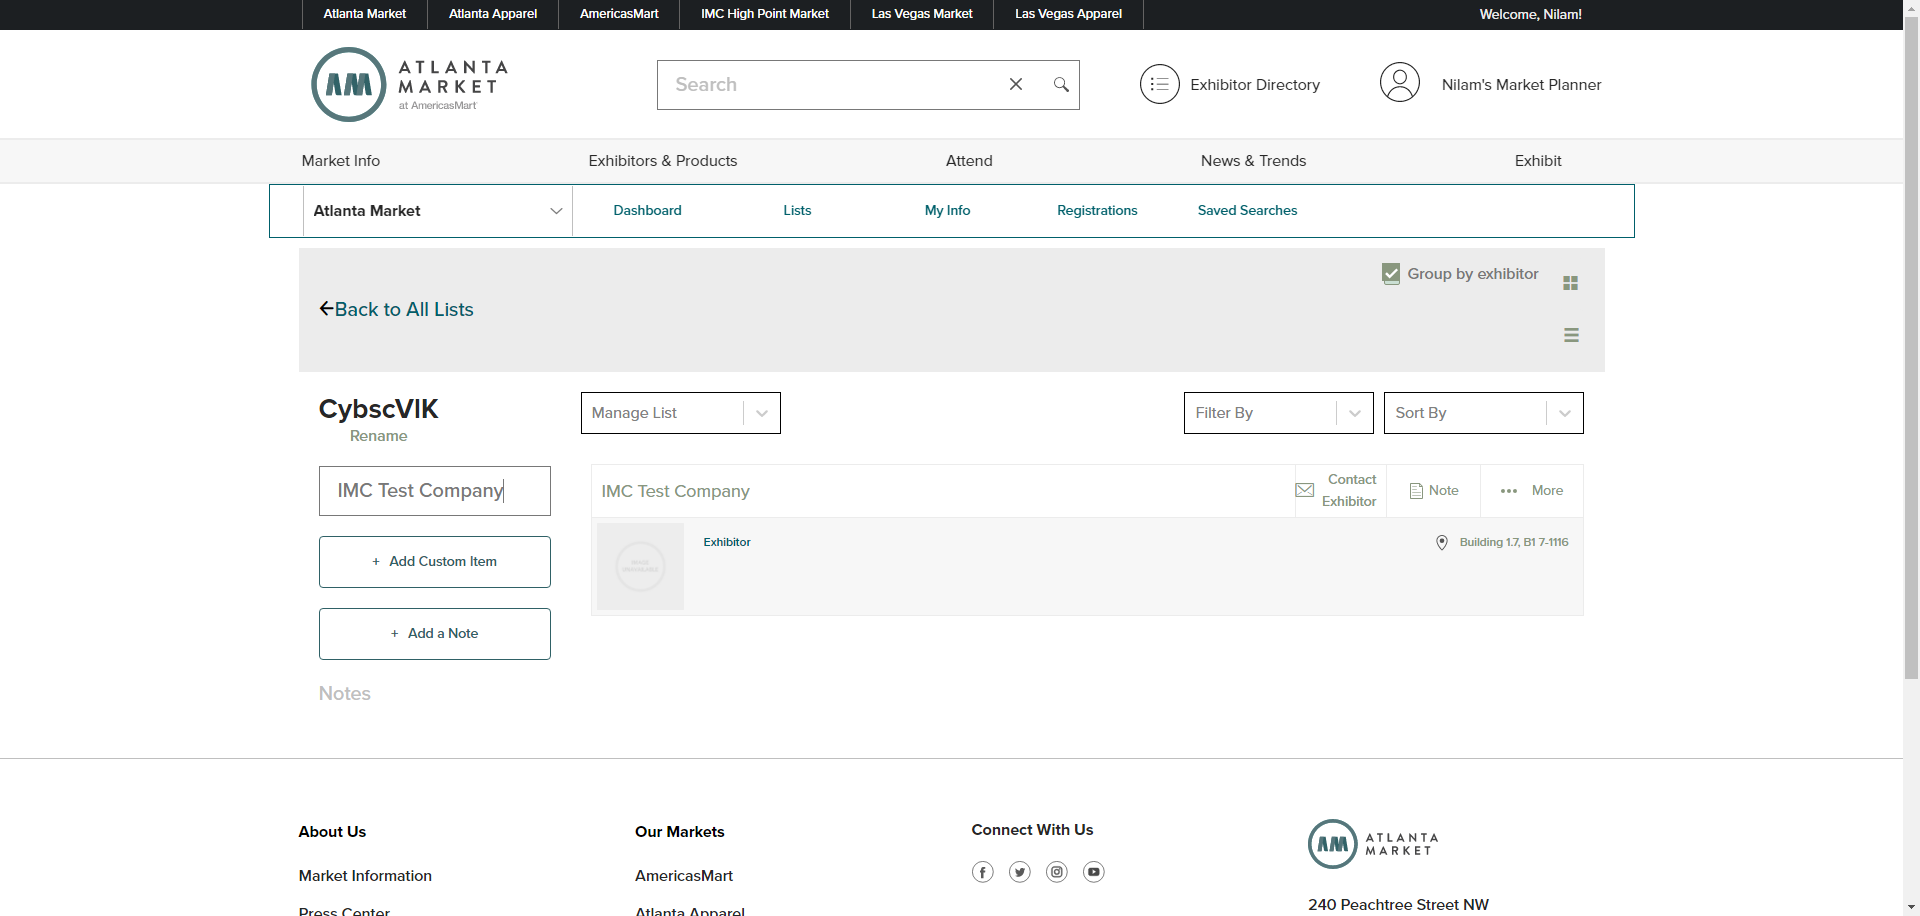 Atlanta Market
Atlanta Apparel
AmericasMart
IMC High Point Market
Las Vegas Market
Las Vegas Apparel
Welcome, Nilam!
AM
ATLANTA
MARKET
at AmericasMart
Search
Exhibitor Directory
Nilam's Market Planner
Market Info
Exhibitors & Products
Attend
News & Trends
Exhibit
Atlanta Market
Dashboard
Lists
My Info
Registrations
Saved Searches
Group by exhibitor
Back to All Lists
CybscVIK
Rename
Manage List
Filter By
Sort By
IMC Test Company
+ Add Custom Item
+ Add a Note
Notes
IMC Test Company
Contact
Exhibitor
Note
More
Exhibitor
Building 1.7, B1 7-1116
About Us
Market Information
Press Center
Our Markets
AmericasMart
Atlanta Apparel
Connect With Us
AM
ATLANTA
MARKET
240 Peachtree Street NW